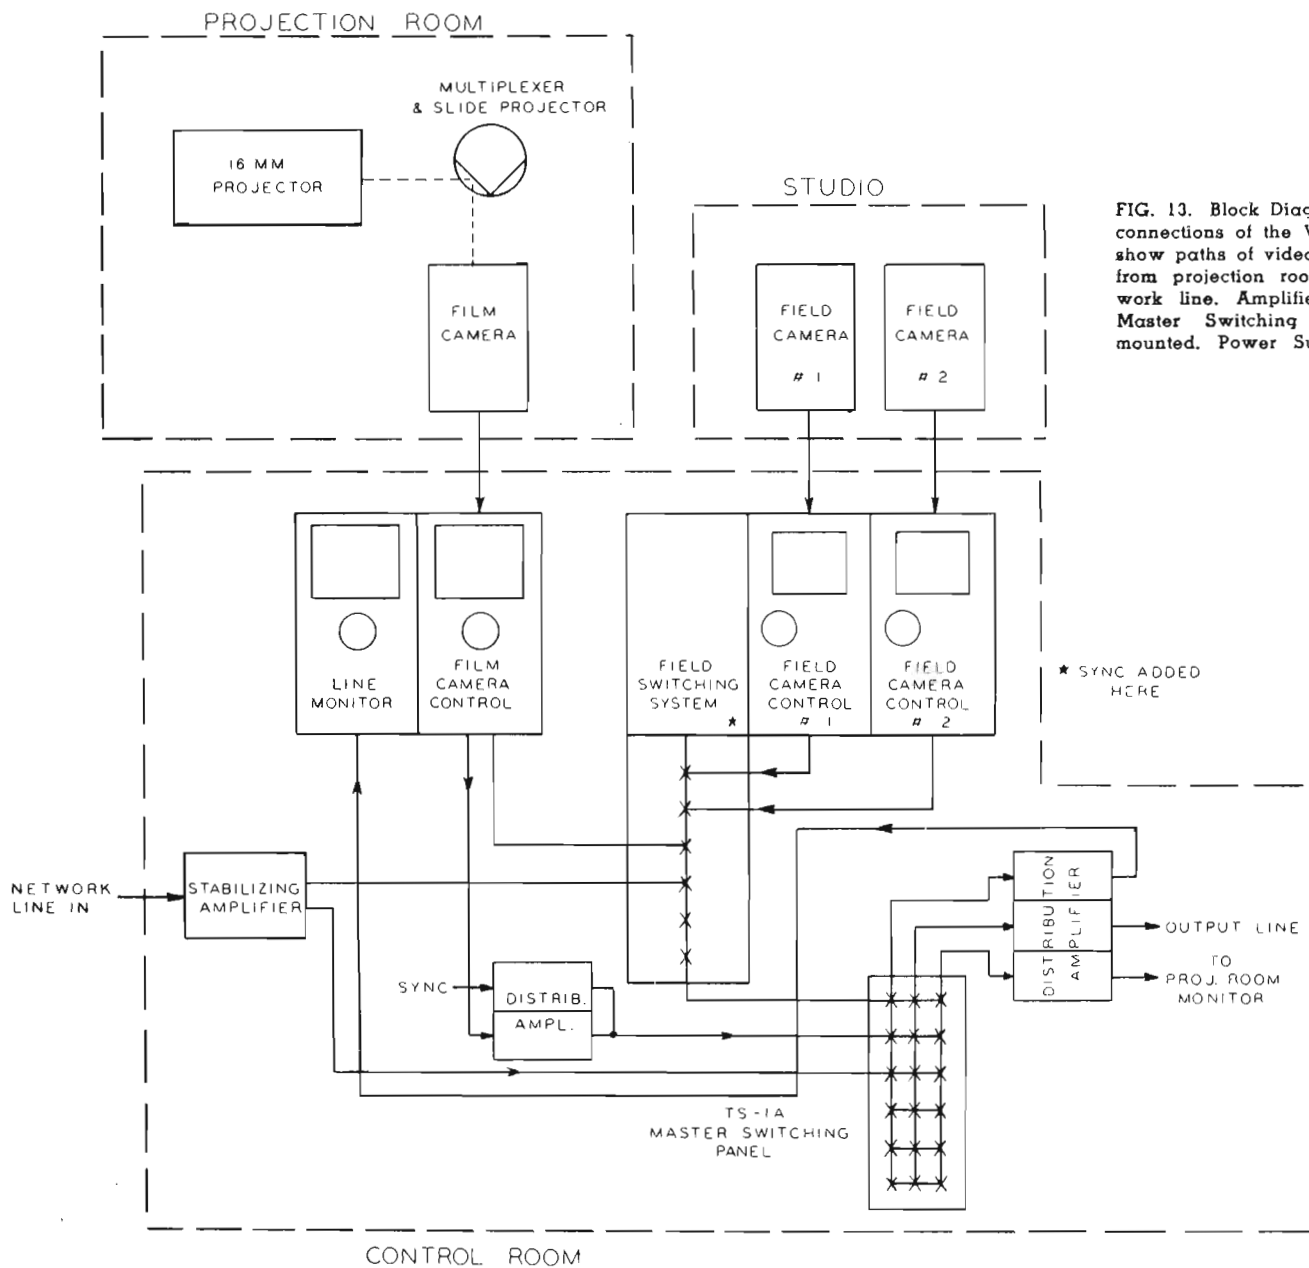 PROJECTION ROOM
MULTIPLEXER
& SLIDE PROJECTOR
16 MM
PROJECTOR
FILM
CAMERA
STUDIO
FIELD
CAMERA
# 1
FIELD
CAMERA
# 2
FIG. 13. Block Diag
connections of the V
show paths of video
from projection roo
work line. Amplifie
Master Switching
mounted. Power Su
LINE
MONITOR
FILM
CAMERA
CONTROL
FIELD
SWITCHING
SYSTEM
★
FIELD
CAMERA
CONTROL
# 1
FIELD
CAMERA
CONTROL
# 2
★ SYNC ADDED
HERE
NETWORK
LINE IN
STABILIZING
AMPLIFIER
SYNC
DISTRIB.
AMPL.
DISTRIBUTION
AMPLIFIER
OUTPUT LINE
TO
PROJ. ROOM
MONITOR
TS-1A
MASTER SWITCHING
PANEL
CONTROL ROOM